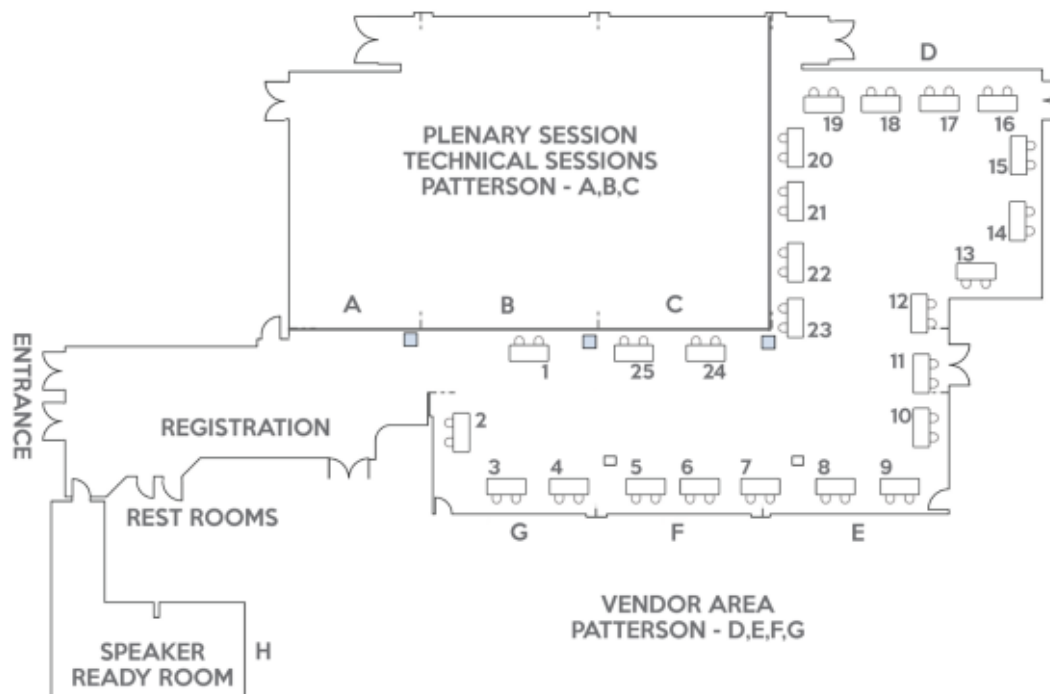 D
19
18
17
16
PLENARY SESSION
TECHNICAL SESSIONS
PATTERSON - A,B,C
20
15
21
14
22
13
A
B
C
23
12
ENTRANCE
1
25
24
11
REGISTRATION
2
10
3
4
5
6
7
8
9
REST ROOMS
G
F
E
VENDOR AREA
PATTERSON - D,E,F,G
SPEAKER
READY ROOM
H